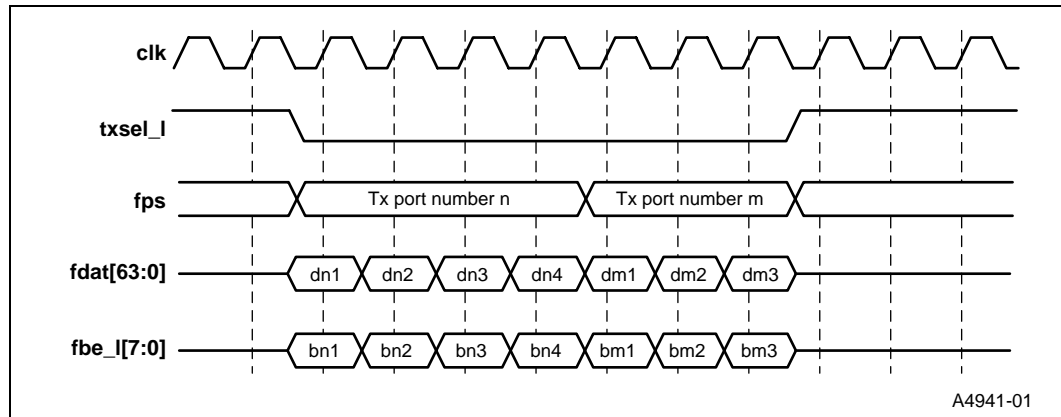 clk
txsel_l
fps Tx port number n Tx port number m
fdat[63:0] dn1 dn2 dn3 dn4 dm1 dm2 dm3
fbe_l[7:0] bn1 bn2 bn3 bn4 bm1 bm2 bm3
A4941-01